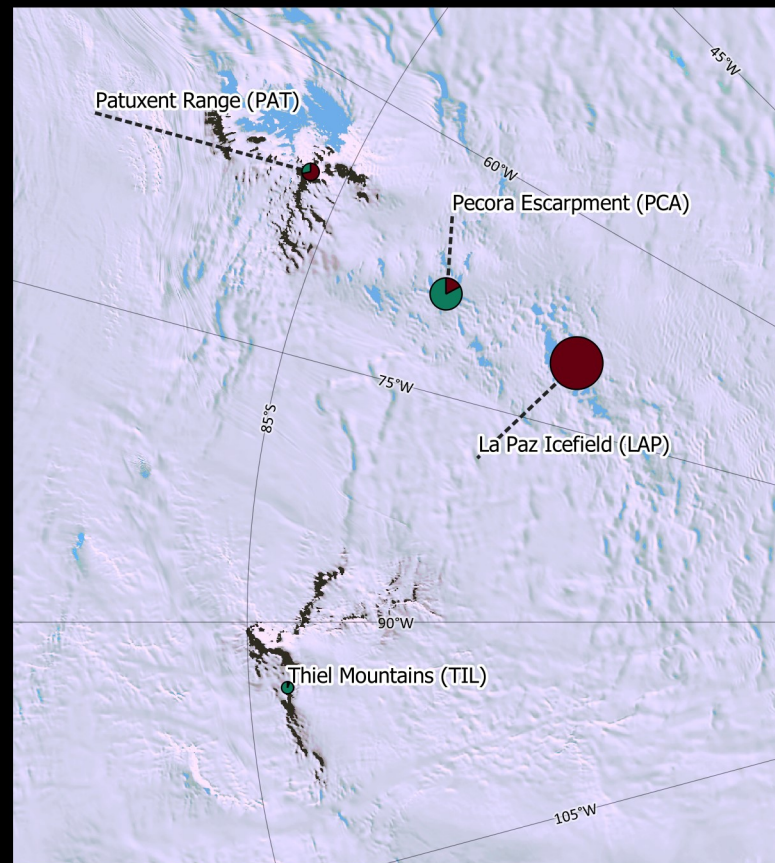 45°W
Patuxent Range (PAT)
60°W
Pecora Escarpment (PCA)
75°W
85°S
La Paz Icefield (LAP)
90°W
Thiel Mountains (TIL)
105°W